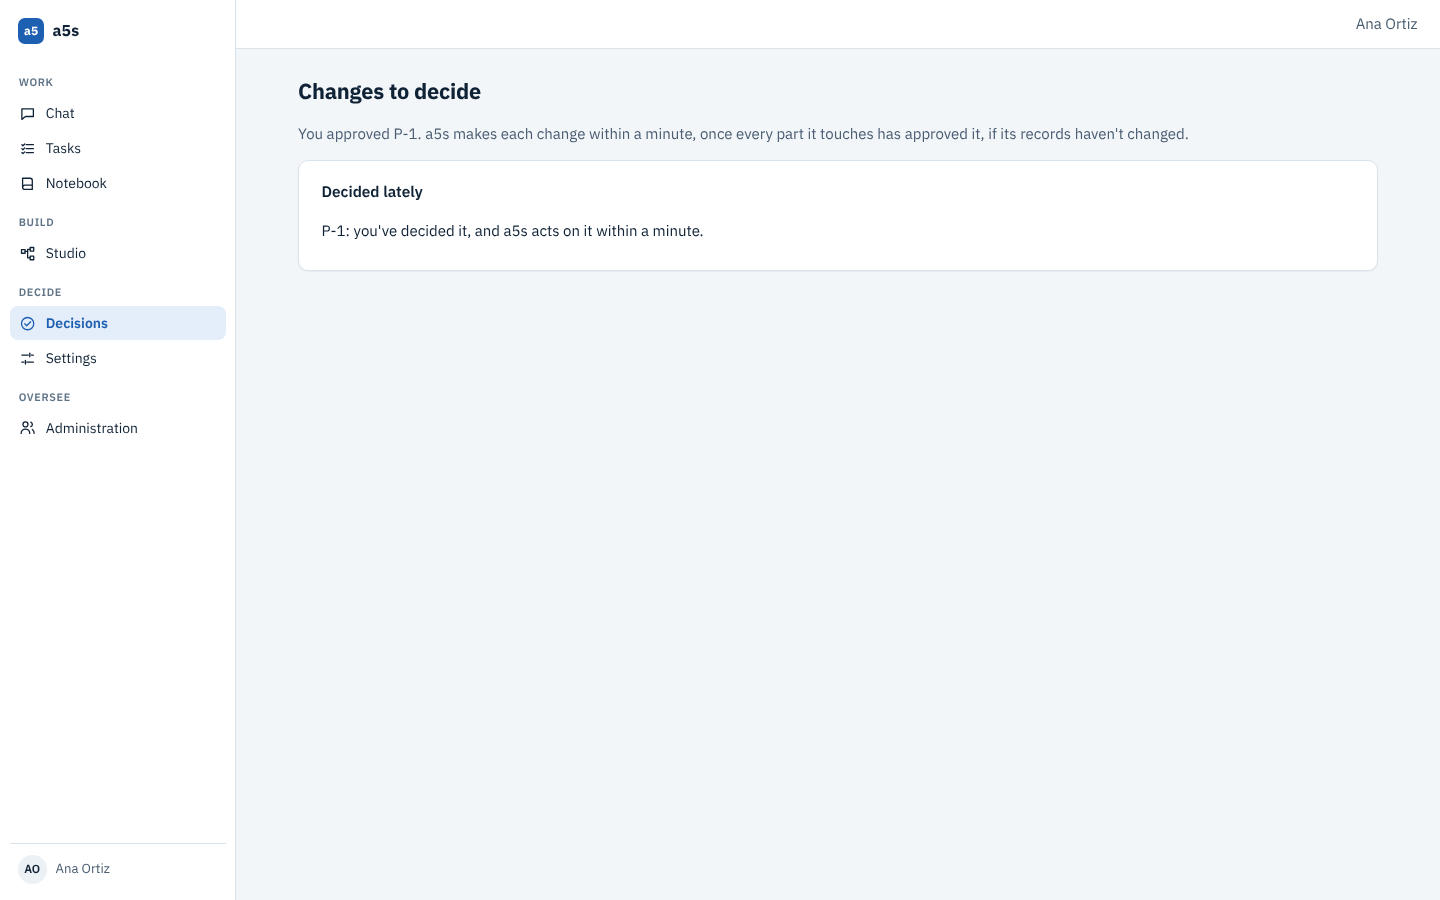 a5 a5s
Ana Ortiz
WORK
Chat
Tasks
Notebook
BUILD
Studio
DECIDE
Decisions
Settings
OVERSEE
Administration
AO Ana Ortiz
Changes to decide
You approved P-1. a5s makes each change within a minute, once every part it touches has approved it, if its records haven't changed.
Decided lately
P-1: you've decided it, and a5s acts on it within a minute.